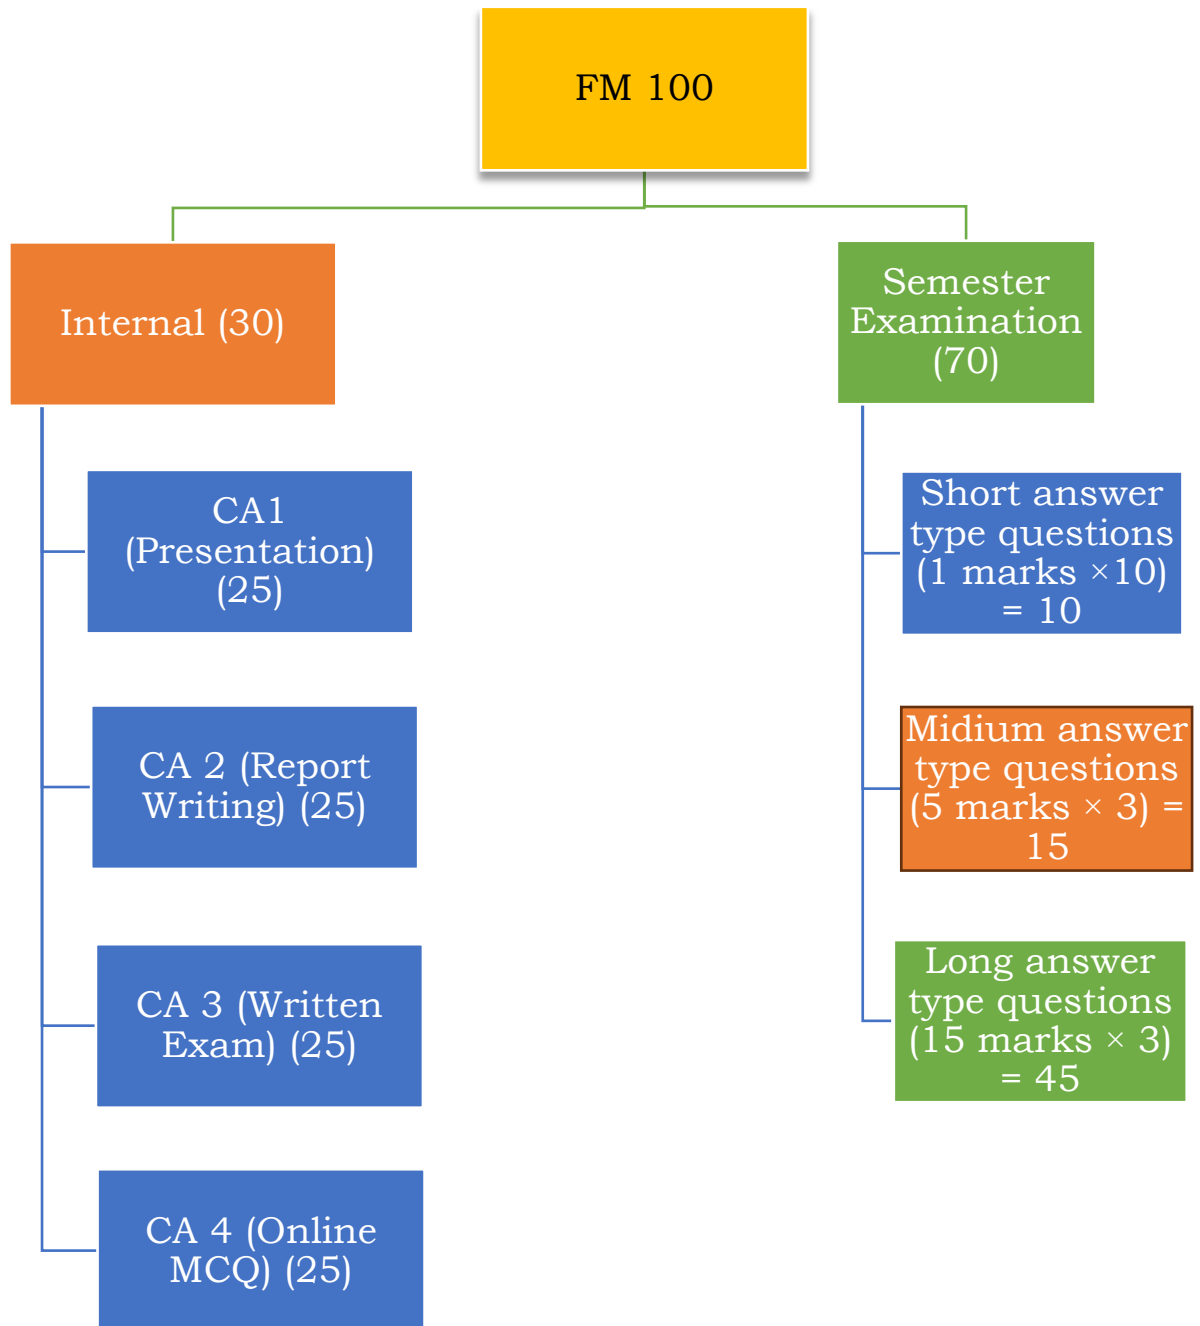 FM 100
Internal (30)
Semester
Examination
(70)
CA1
(Presentation)
(25)
CA 2 (Report
Writing) (25)
CA 3 (Written
Exam) (25)
CA 4 (Online
MCQ) (25)
Short answer
type questions
(1 marks ×10)
= 10
Midium answer
type questions
(5 marks × 3) =
15
Long answer
type questions
(15 marks × 3)
= 45